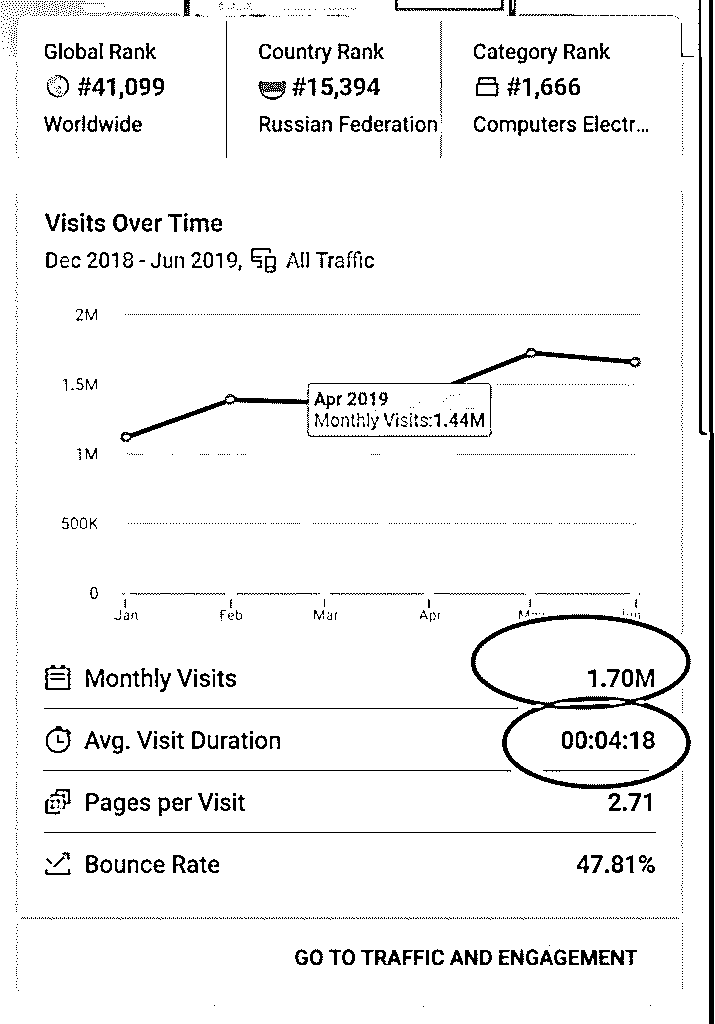 Global Rank
Country Rank
Category Rank
#41,099
#15,394
#1,666
Worldwide
Russian Federation
Computers Electr...
Visits Over Time
Dec 2018 - Jun 2019, All Traffic
2M
1.5M
Apr 2019
Monthly Visits:1.44M
1M
500K
0
Jan Feb Mar Apr May Jun
Monthly Visits 1.70M
Avg. Visit Duration 00:04:18
Pages per Visit 2.71
Bounce Rate 47.81%
GO TO TRAFFIC AND ENGAGEMENT